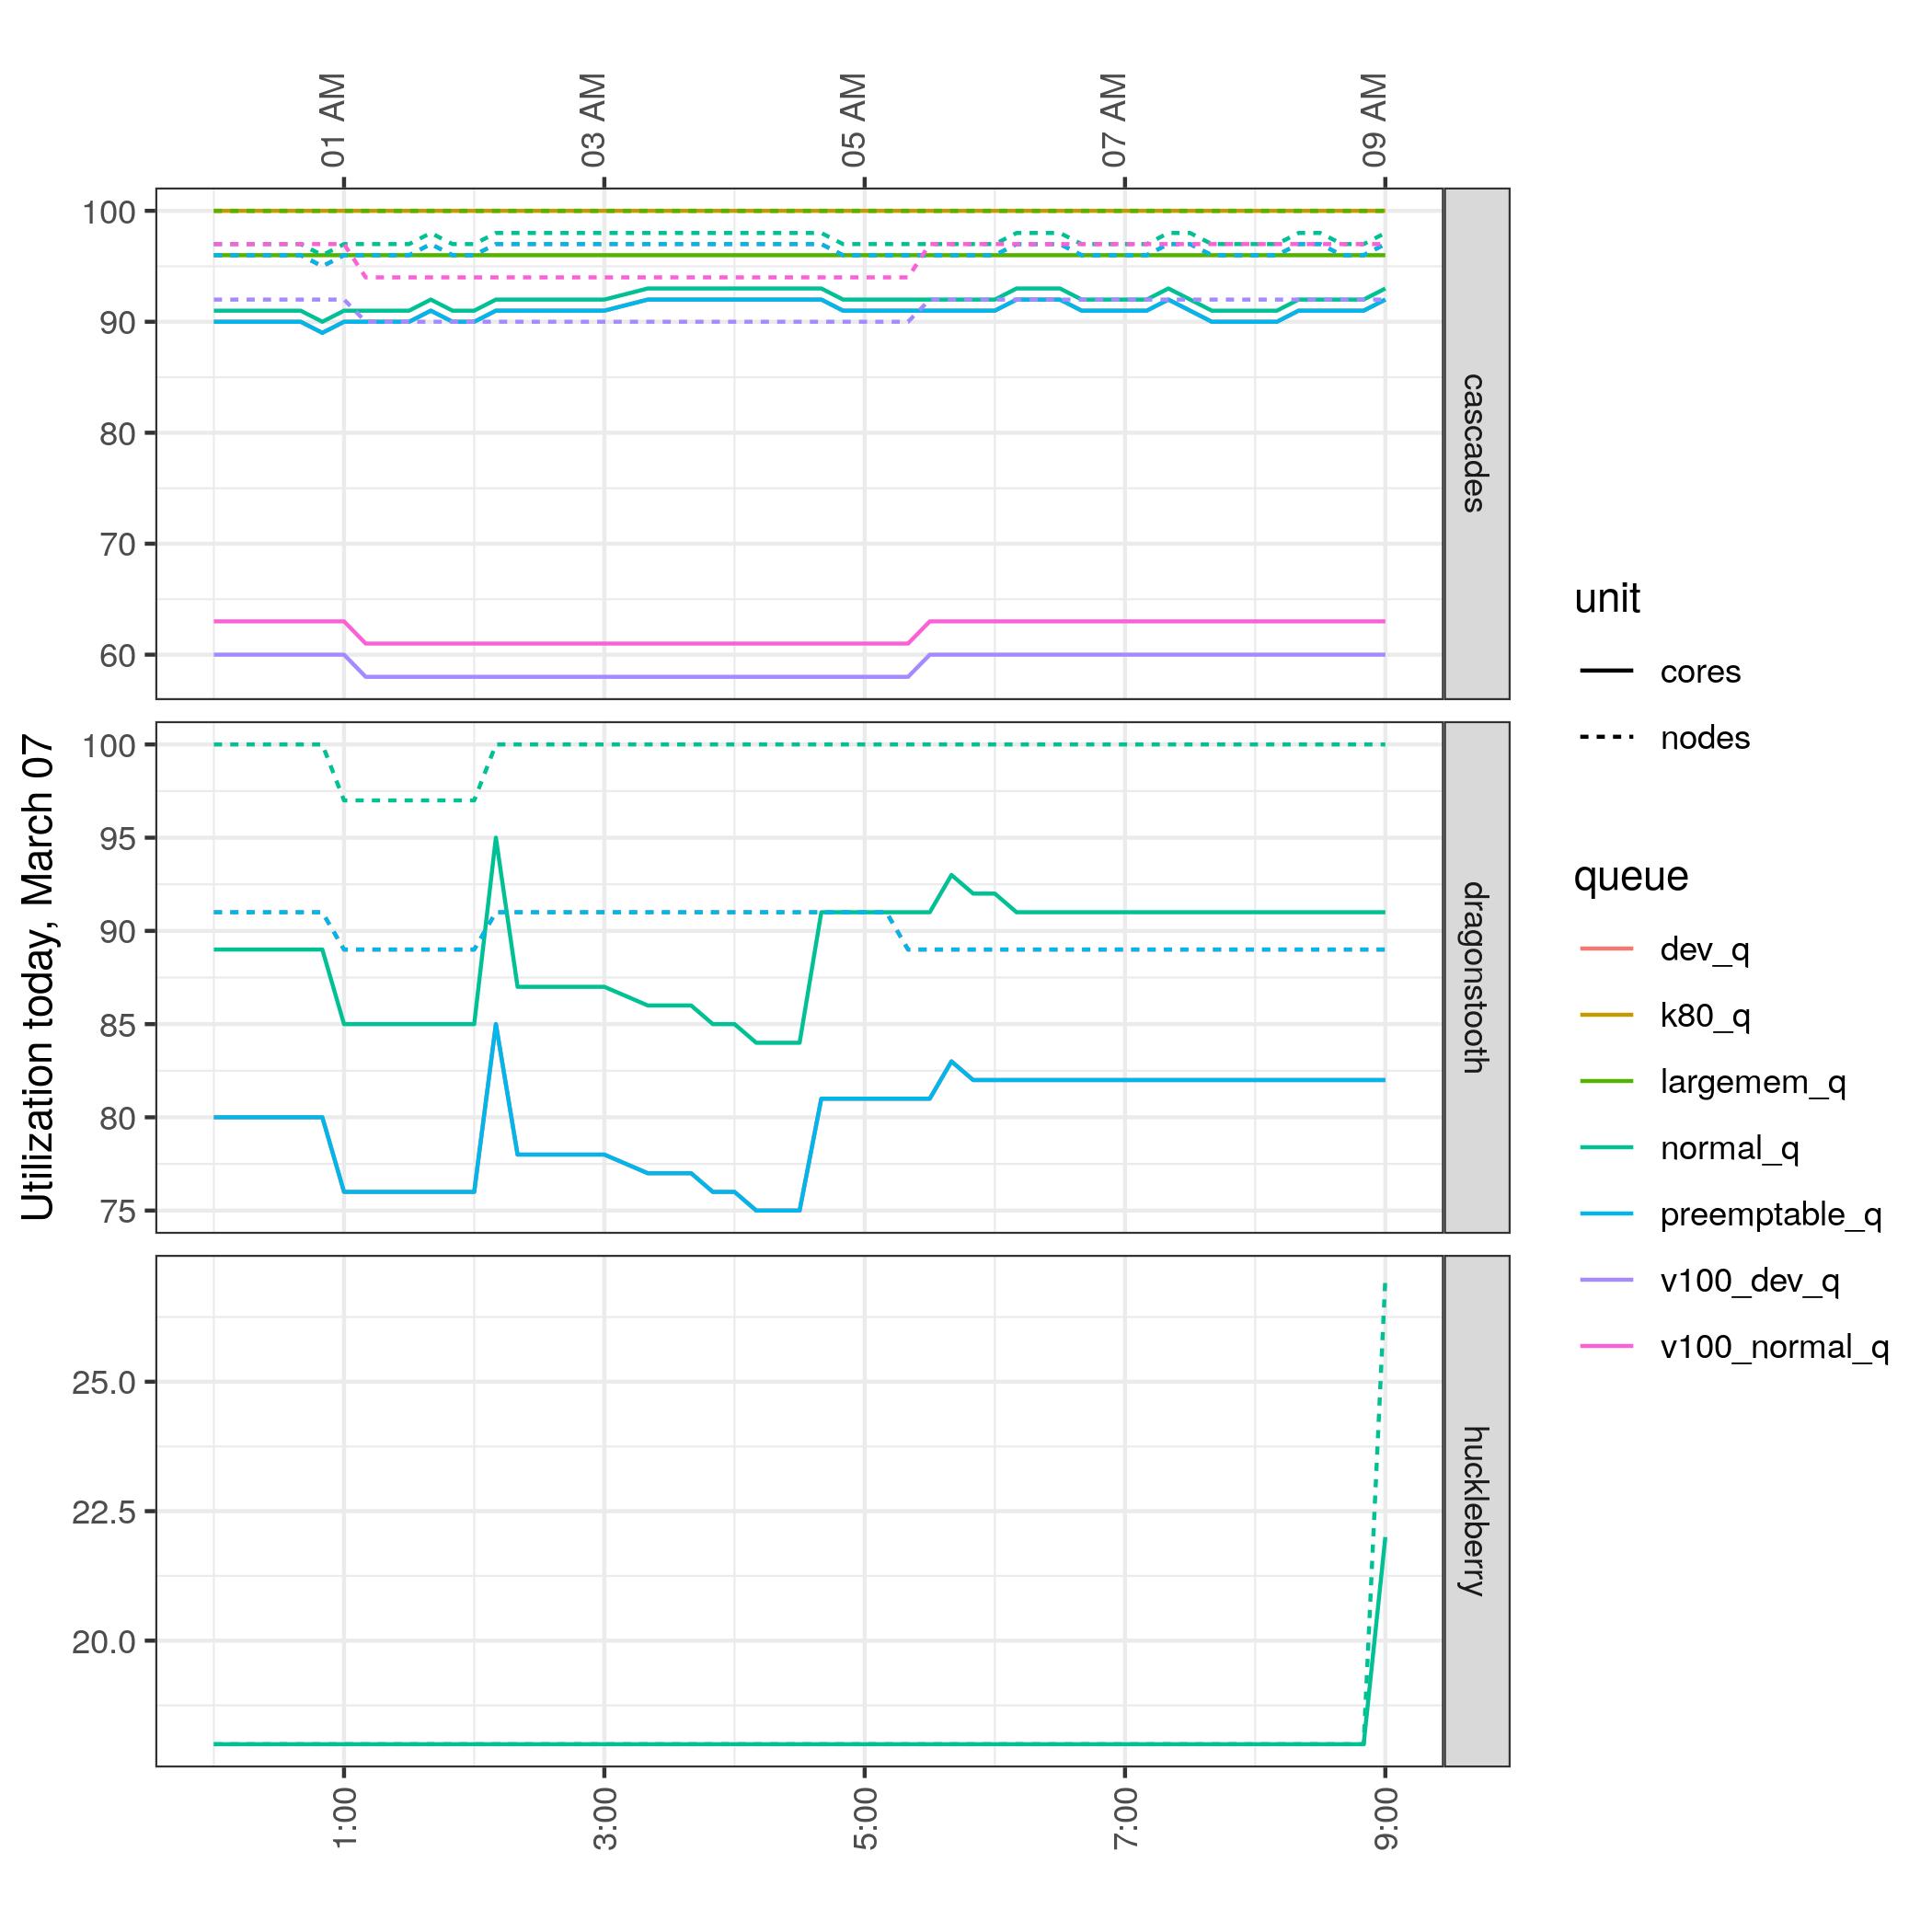 01 AM
03 AM
05 AM
07 AM
09 AM
Utilization today, March 07
100
90
80
70
60
cascades
100
95
90
85
80
75
dragonstooth
25.0
22.5
20.0
huckleberry
1:00
3:00
5:00
7:00
9:00
unit
cores
nodes
queue
dev_q
k80_q
largemem_q
normal_q
preemptable_q
v100_dev_q
v100_normal_q